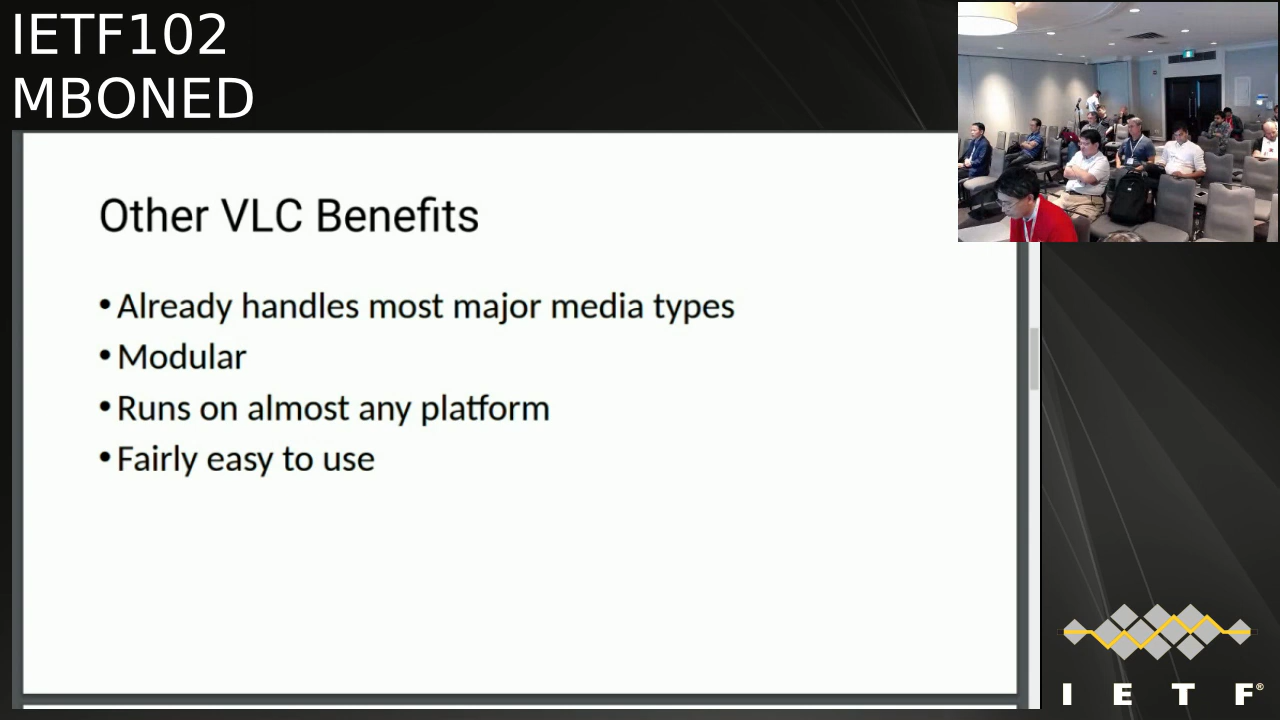 IETF102
MBONED
Other VLC Benefits
• Already handles most major media types
• Modular
• Runs on almost any platform
• Fairly easy to use
I E T F®